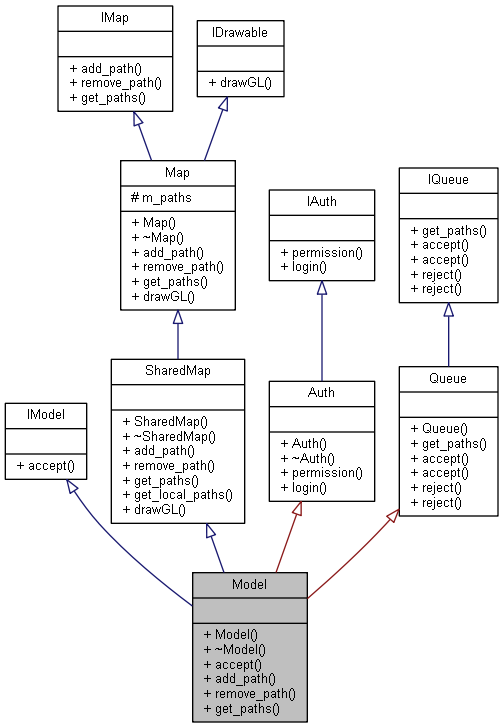 IMap
+ add_path()
+ remove_path()
+ get_paths()
IDrawable
+ drawGL()
Map
# m_paths
+ Map()
+ ~Map()
+ add_path()
+ remove_path()
+ get_paths()
+ drawGL()
IAuth
+ permission()
+ login()
IQueue
+ get_paths()
+ accept()
+ accept()
+ reject()
+ reject()
IModel
+ accept()
SharedMap
+ SharedMap()
+ ~SharedMap()
+ add_path()
+ remove_path()
+ get_paths()
+ get_local_paths()
+ drawGL()
Auth
+ Auth()
+ ~Auth()
+ permission()
+ login()
Queue
+ Queue()
+ get_paths()
+ accept()
+ accept()
+ reject()
+ reject()
Model
+ Model()
+ ~Model()
+ accept()
+ add_path()
+ remove_path()
+ get_paths()